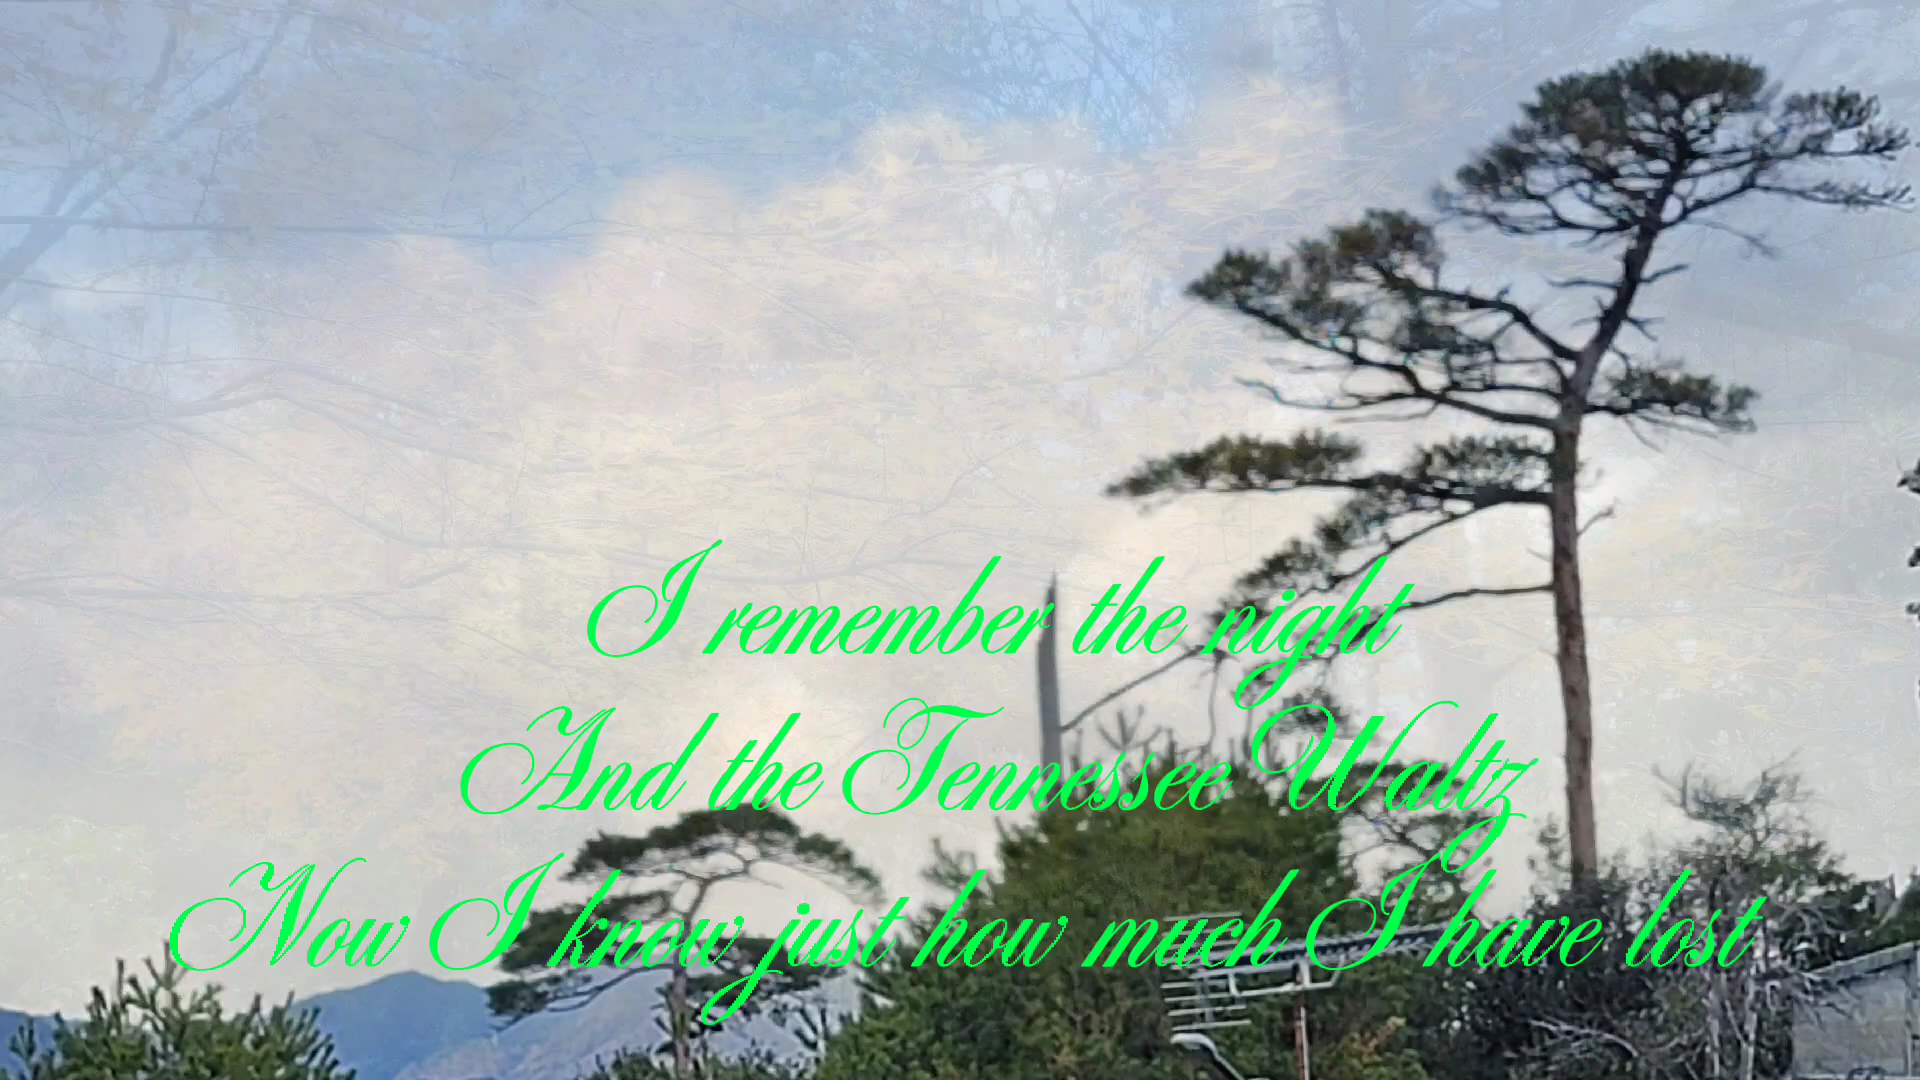 I remember the night
And the Tennessee Waltz
Now I know just how much I have lost